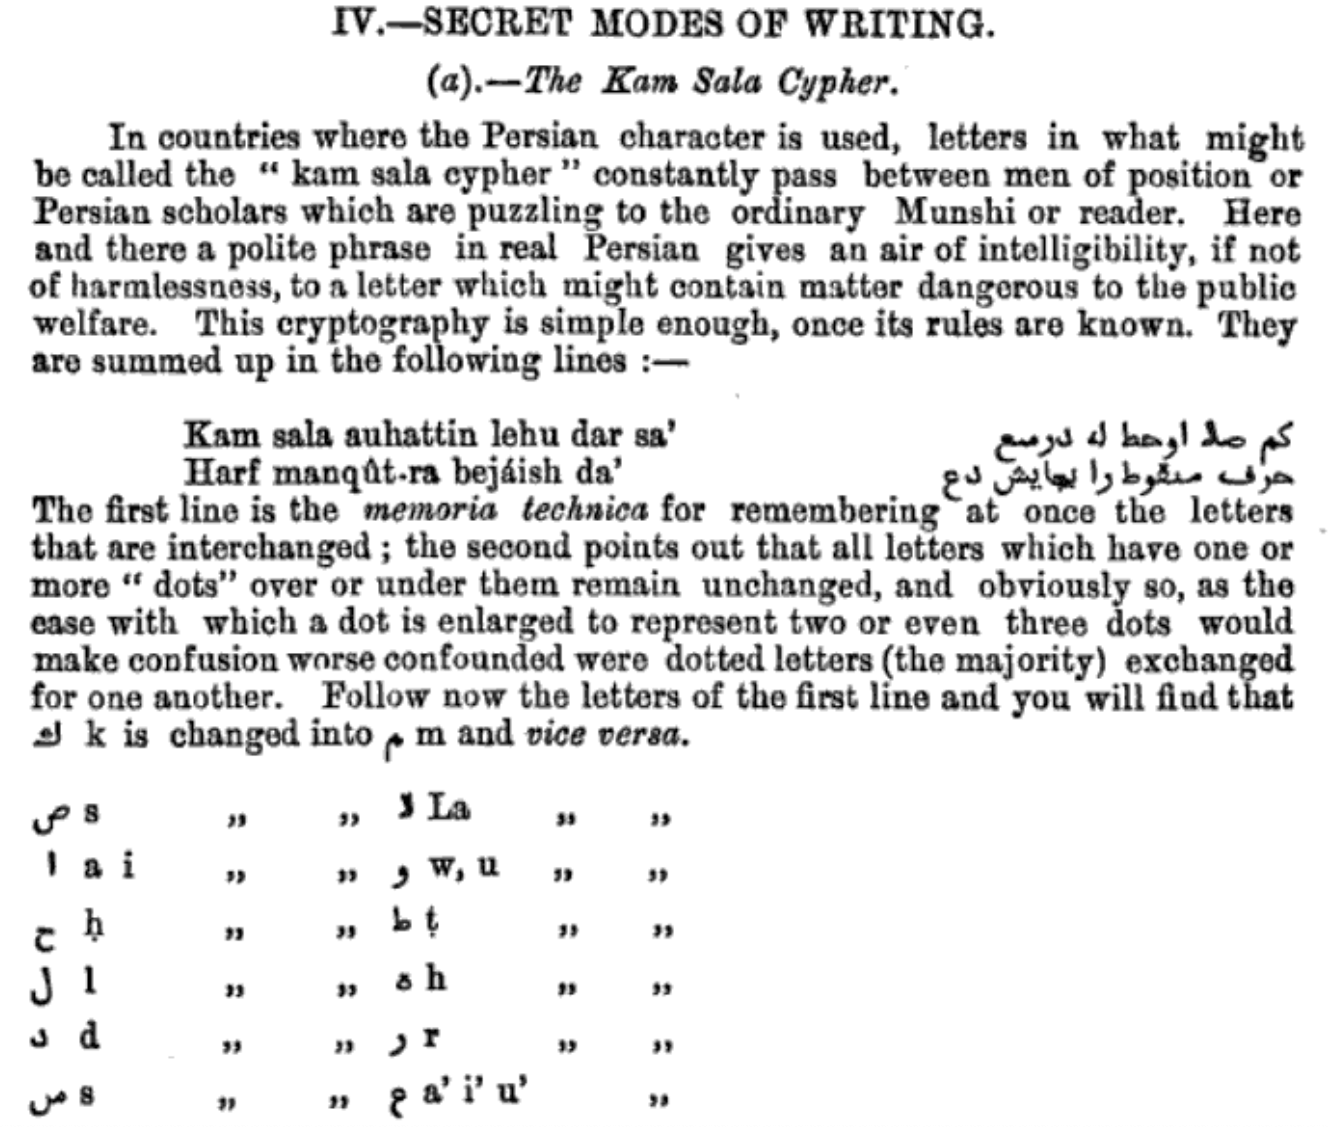 IV.—SECRET MODES OF WRITING.
(a).—The Kam Sala Cypher.
In countries where the Persian character is used, letters in what might
be called the “ kam sala cypher ” constantly pass between men of position or
Persian scholars which are puzzling to the ordinary Munshi or reader. Here
and there a polite phrase in real Persian gives an air of intelligibility, if not
of harmlessness, to a letter which might contain matter dangerous to the public
welfare. This cryptography is simple enough, once its rules are known. They
are summed up in the following lines :—
Kam sala auhattin lehu dar sa’ كم صلا اوحط له درسع
Harf manqût-ra bejáish da’ حرف منقوط را بجايش دع
The first line is the memoria technica for remembering at once the letters
that are interchanged ; the second points out that all letters which have one or
more “ dots” over or under them remain unchanged, and obviously so, as the
ease with which a dot is enlarged to represent two or even three dots would
make confusion worse confounded were dotted letters (the majority) exchanged
for one another. Follow now the letters of the first line and you will find that
ك k is changed into م m and vice versa.
ص s ,, ,, لا La ,, ,,
ا a i ,, ,, و w, u ,, ,,
ح ḥ ,, ,, ط ṭ ,, ,,
ل l ,, ,, ه h ,, ,,
د d ,, ,, ر r ,, ,,
س s ,, ,, ع a’ i’ u’ ,,